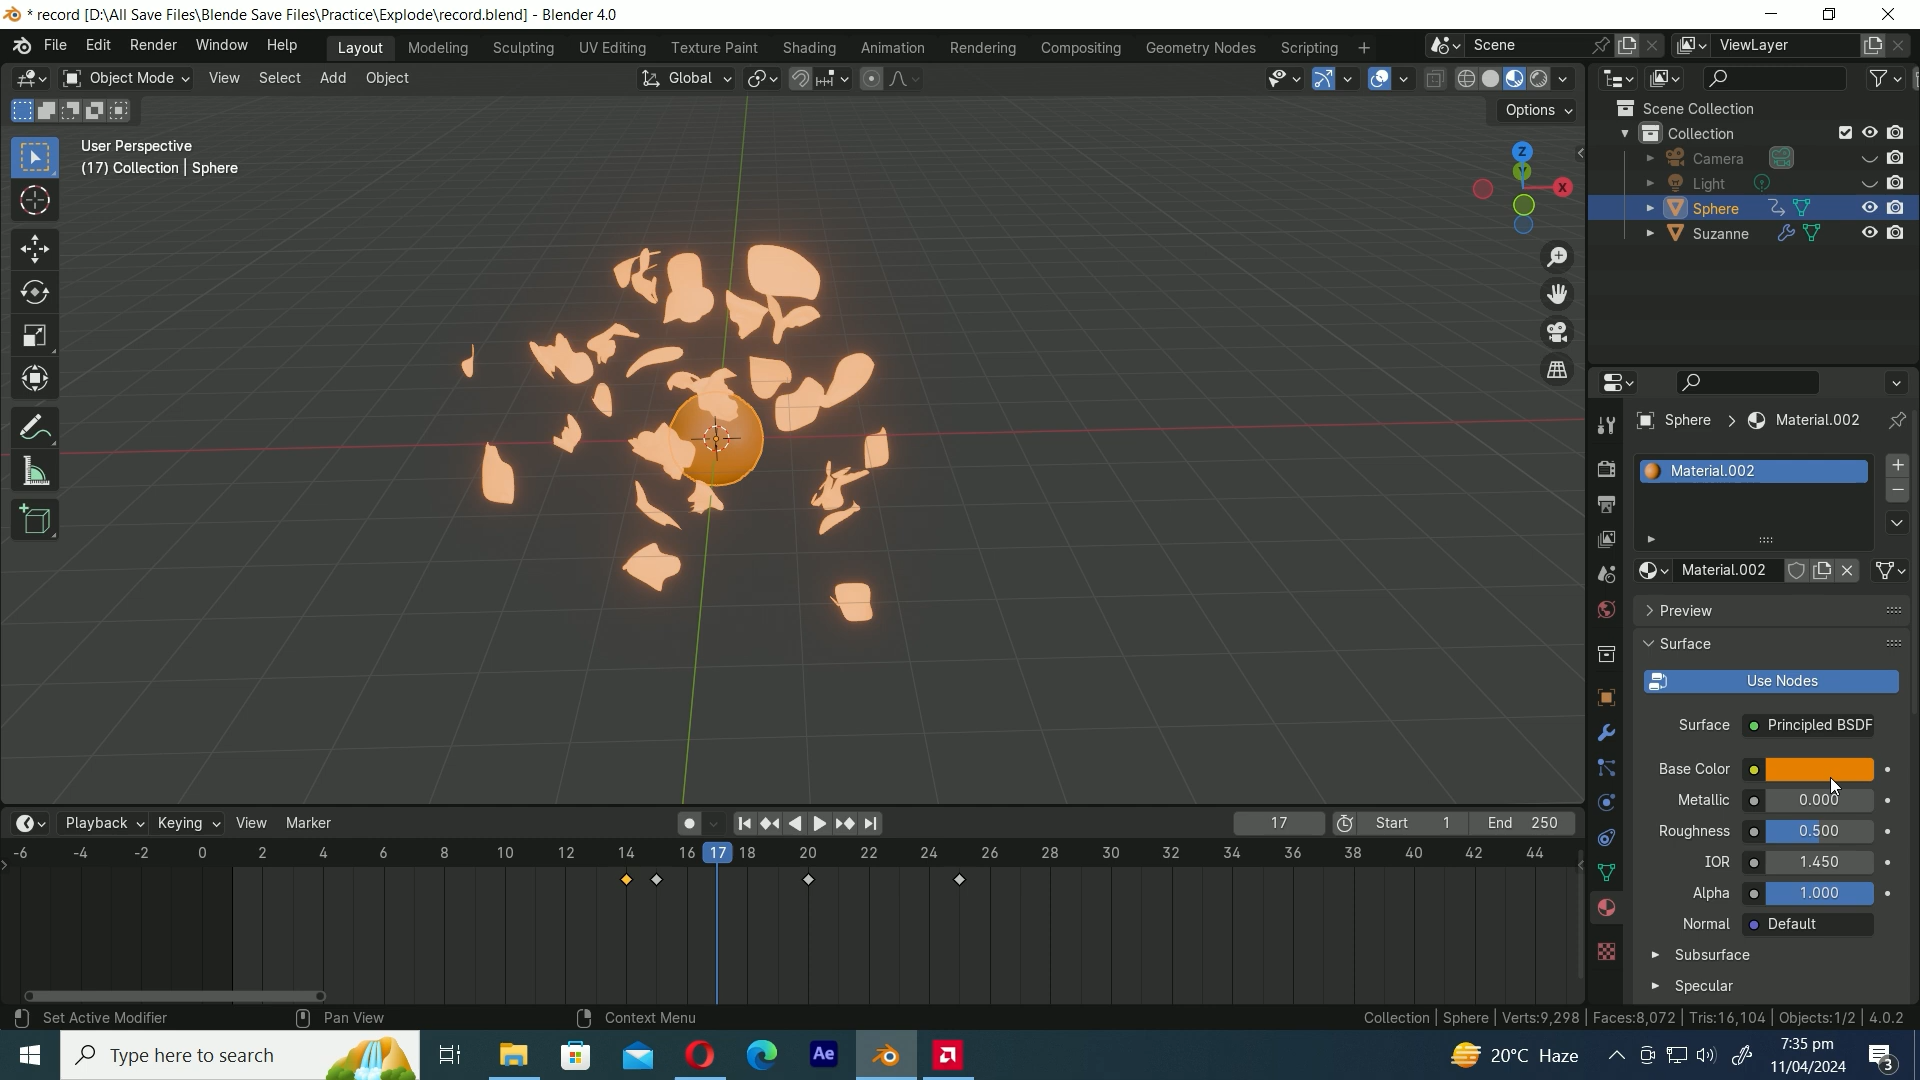 * record [D:\All Save Files\Blende Save Files\Practice\Explode\record.blend] - Blender 4.0
File Edit Render Window Help Layout Modeling Sculpting UV Editing Texture Paint Shading Animation Rendering Compositing Geometry Nodes Scripting + Scene ViewLayer
Object Mode View Select Add Object Global
Options
User Perspective
(17) Collection | Sphere
Z
Y
X
Scene Collection
Collection
Camera
Light
Sphere
Suzanne
Sphere > Material.002
Material.002
Material.002
Preview
Surface
Use Nodes
Surface Principled BSDF
Base Color
Metallic 0.000
Roughness 0.500
IOR 1.450
Alpha 1.000
Normal Default
Subsurface
Specular
Playback Keying View Marker 17 Start 1 End 250
-6 -4 -2 0 2 4 6 8 10 12 14 16 17 18 20 22 24 26 28 30 32 34 36 38 40 42 44
Set Active Modifier Pan View Context Menu Collection | Sphere | Verts:9,298 | Faces:8,072 | Tris:16,104 | Objects:1/2 | 4.0.2
Type here to search Ae 20°C Haze 7:35 pm
11/04/2024 3